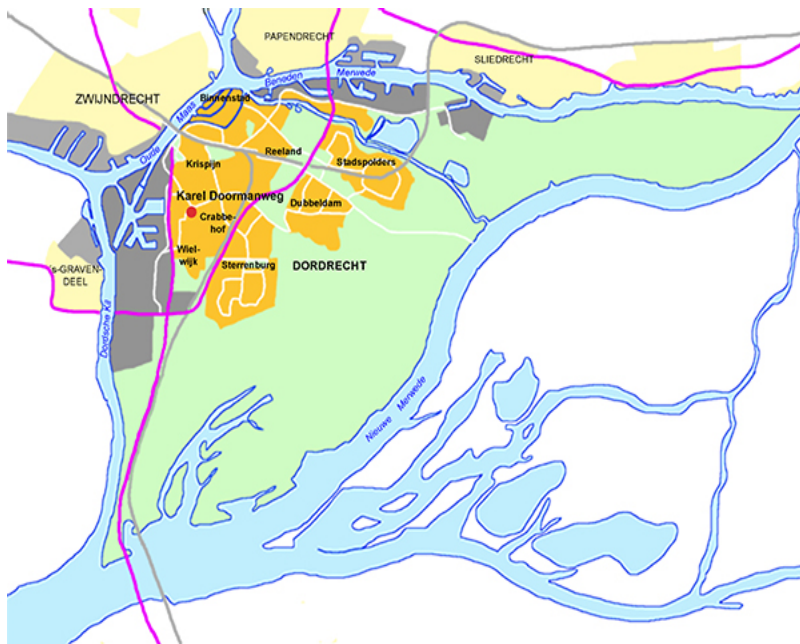 PAPENDRECHT
SLIEDRECHT
Beneden Merwede
ZWIJNDRECHT
Binnenstad
Oude Maas
Reeland
Krispijn
Stadspolders
Karel Doormanweg
Dubbeldam
Crabbe-
hof
Wiel-
wijk
Sterrenburg
DORDRECHT
's-GRAVEN-
DEEL
Dordsche Kil
Nieuwe Merwede